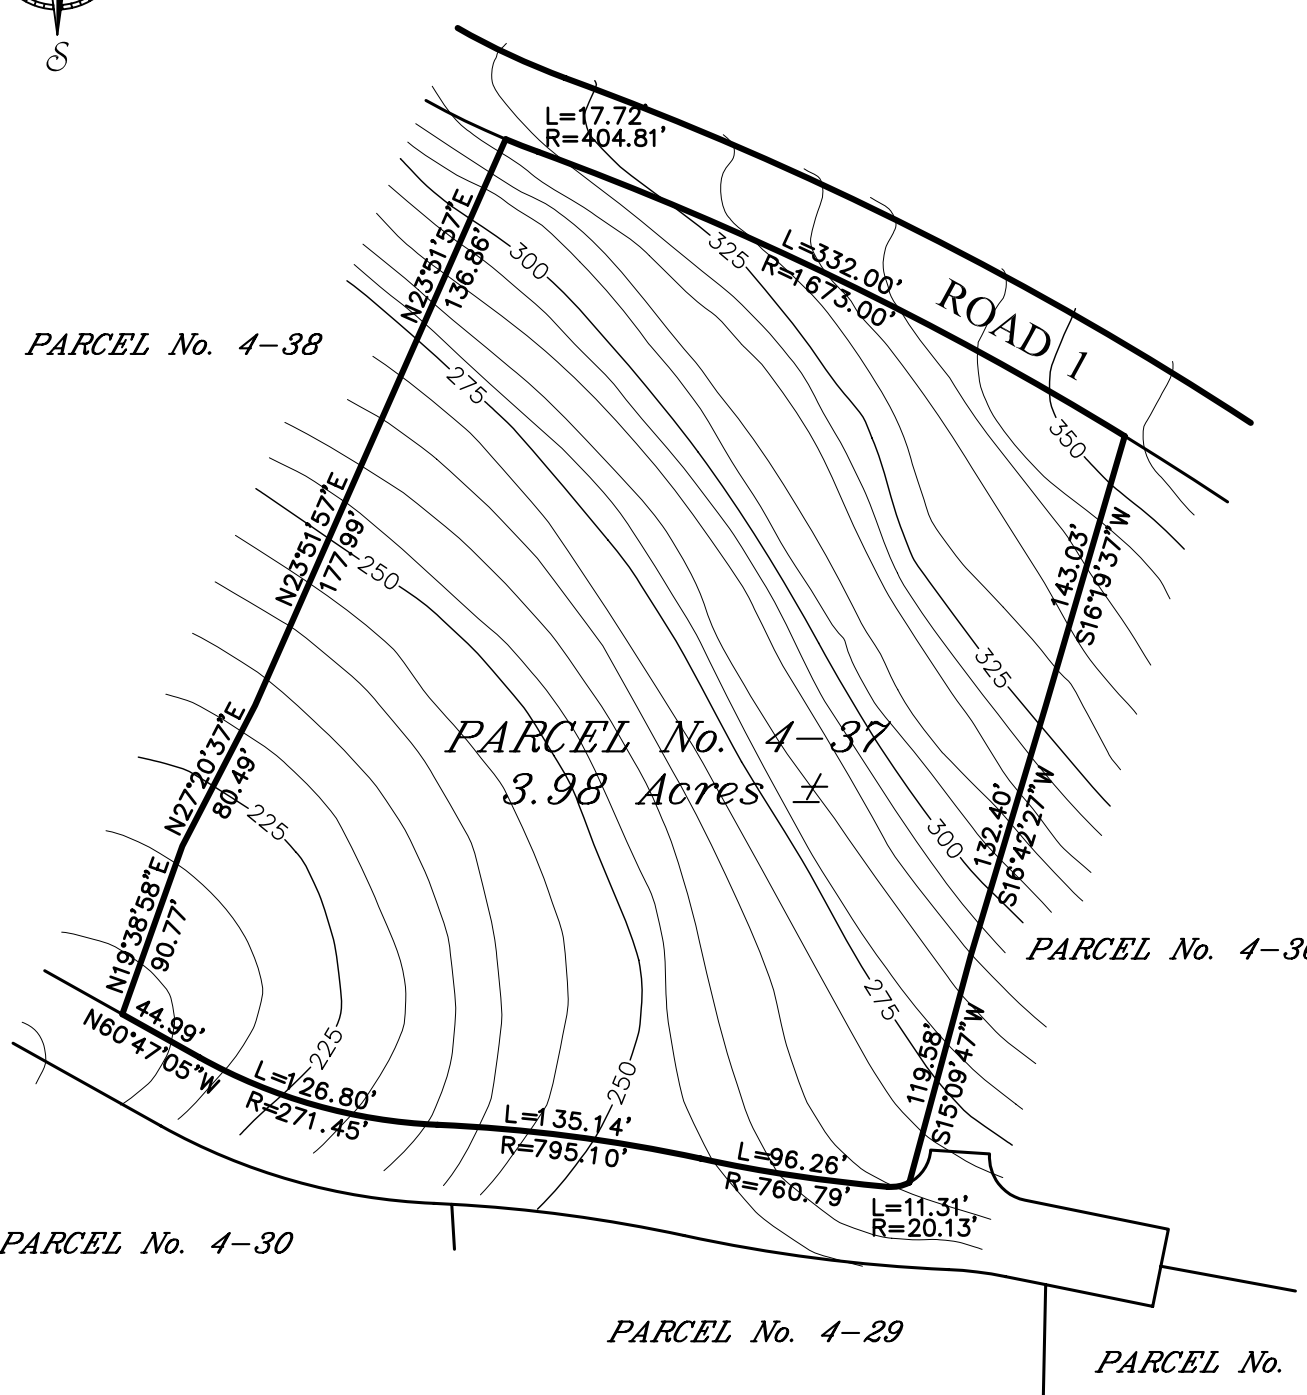 S
L=17.72'
R=404.81'
L=332.00'
R=1673.00'
ROAD 1
325
300
275
350
N23°51'57"E
136.86'
PARCEL No. 4-38
N23°51'57"E
177.99'
250
143.03'
S16°19'37"W
325
PARCEL No. 4-37
3.98 Acres ±
N27°20'37"E
80.49'
225
300
132.40'
S16°42'27"W
N19°38'58"E
90.77'
PARCEL No. 4-3
275
44.99'
N60°47'05"W
225
250
119.58'
S15°09'47"W
L=126.80'
R=271.45'
L=135.14'
R=795.10'
L=96.26'
R=760.79'
L=11.31'
R=20.13'
PARCEL No. 4-30
PARCEL No. 4-29
PARCEL No.